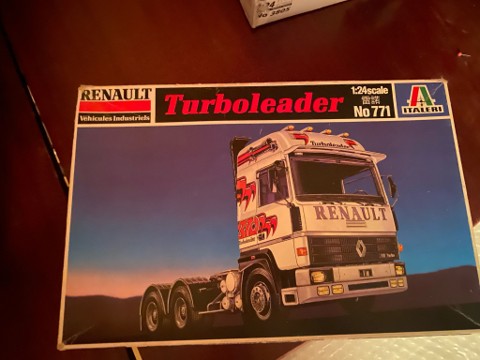 RENAULT
Véhicules Industriels
Turboleader
1:24scale
No 771
ITALERI
Turboleader
RENAULT